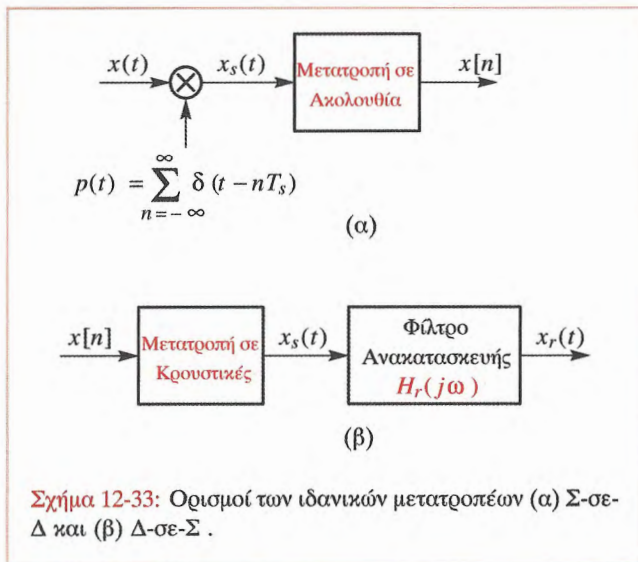 x(t) x_s(t) Μετατροπή σε x[n]
Ακολουθία
p(t) = ∑_{n=-∞}^{∞} δ (t − nT_s)
(α)
x[n] Μετατροπή σε x_s(t) Φίλτρο x_r(t)
Κρουστικές Ανακατασκευής
H_r(jω)
(β)
Σχήμα 12-33: Ορισμοί των ιδανικών μετατροπέων (α) Σ-σε-
Δ και (β) Δ-σε-Σ .